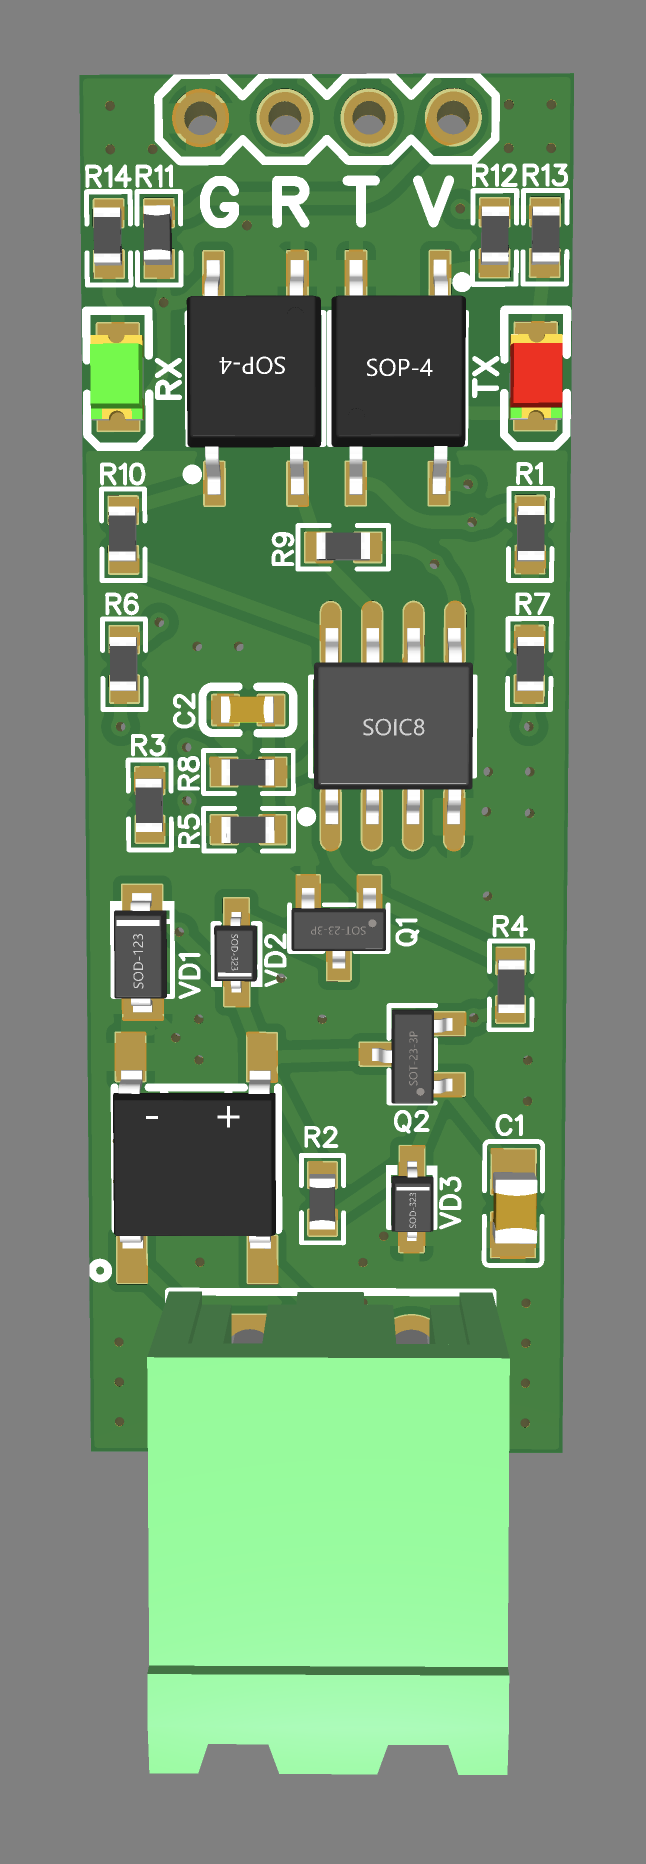 R14 R11
R12 R13
G R T V
SOP-4
SOP-4
RX
TX
R10
R1
R9
R6
R7
C2
SOIC8
R3
R8
R5
SOT-23-3P
Q1
SOD-123
VD1
SOD-323
VD2
R4
SOT-23-3P
Q2
- +
R2
C1
SOD-323
VD3